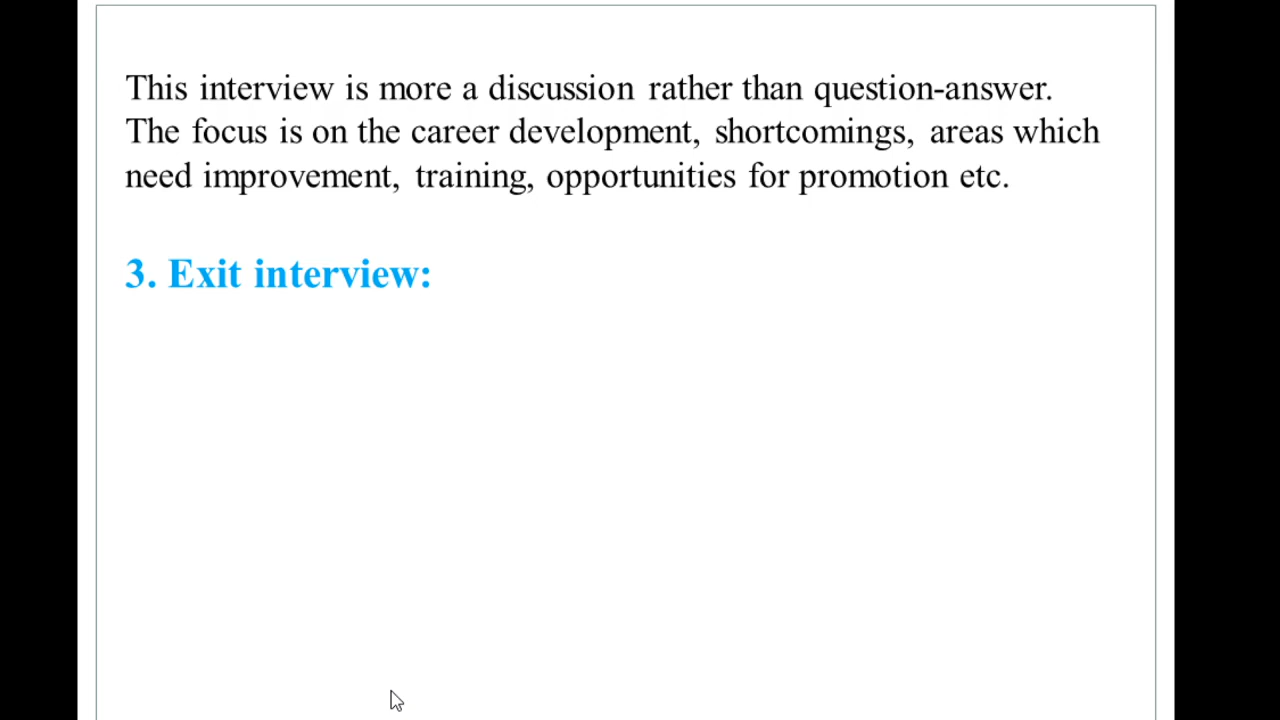 This interview is more a discussion rather than question-answer.
The focus is on the career development, shortcomings, areas which
need improvement, training, opportunities for promotion etc.
3. Exit interview: